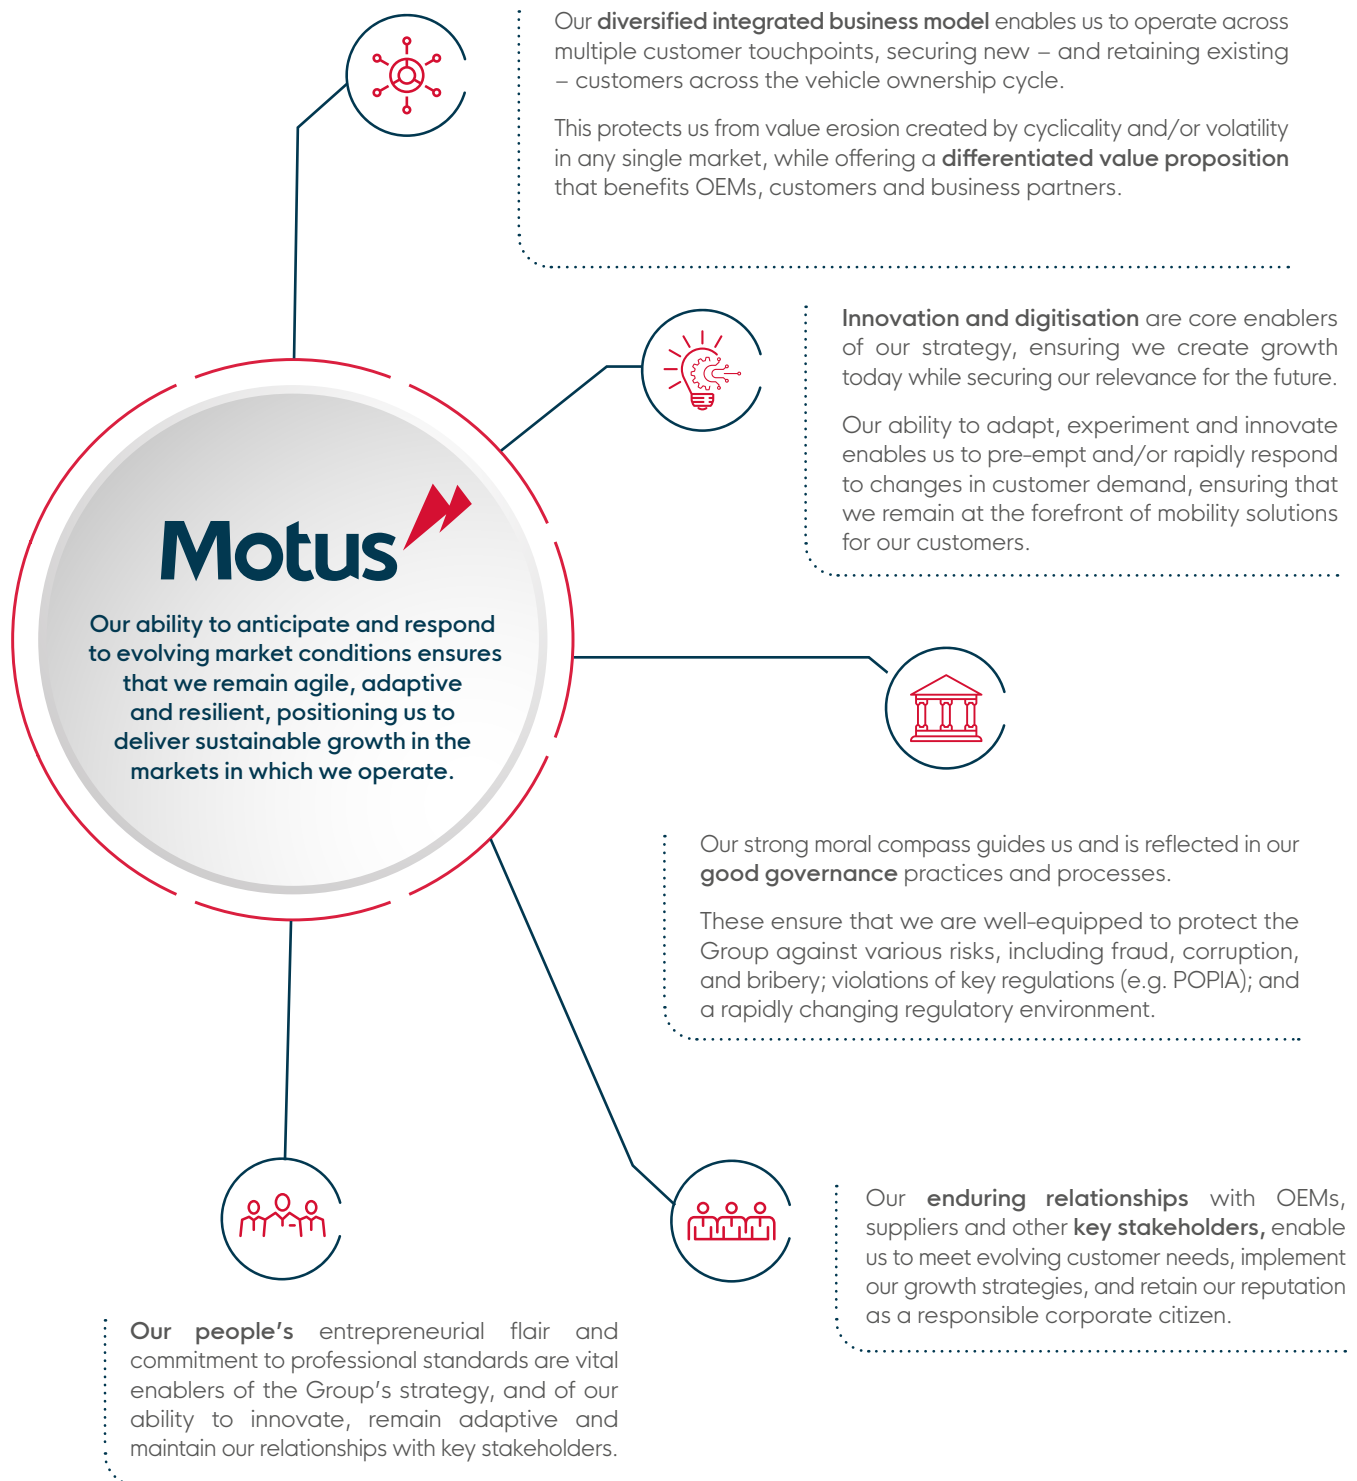 Our diversified integrated business model enables us to operate across
multiple customer touchpoints, securing new – and retaining existing
– customers across the vehicle ownership cycle.
This protects us from value erosion created by cyclicality and/or volatility
in any single market, while offering a differentiated value proposition
that benefits OEMs, customers and business partners.
Innovation and digitisation are core enablers
of our strategy, ensuring we create growth
today while securing our relevance for the future.
Our ability to adapt, experiment and innovate
enables us to pre-empt and/or rapidly respond
to changes in customer demand, ensuring that
we remain at the forefront of mobility solutions
for our customers.
Motus
Our ability to anticipate and respond
to evolving market conditions ensures
that we remain agile, adaptive
and resilient, positioning us to
deliver sustainable growth in the
markets in which we operate.
Our strong moral compass guides us and is reflected in our
good governance practices and processes.
These ensure that we are well-equipped to protect the
Group against various risks, including fraud, corruption,
and bribery; violations of key regulations (e.g. POPIA); and
a rapidly changing regulatory environment.
Our enduring relationships with OEMs,
suppliers and other key stakeholders, enable
us to meet evolving customer needs, implement
our growth strategies, and retain our reputation
as a responsible corporate citizen.
Our people's entrepreneurial flair and
commitment to professional standards are vital
enablers of the Group's strategy, and of our
ability to innovate, remain adaptive and
maintain our relationships with key stakeholders.